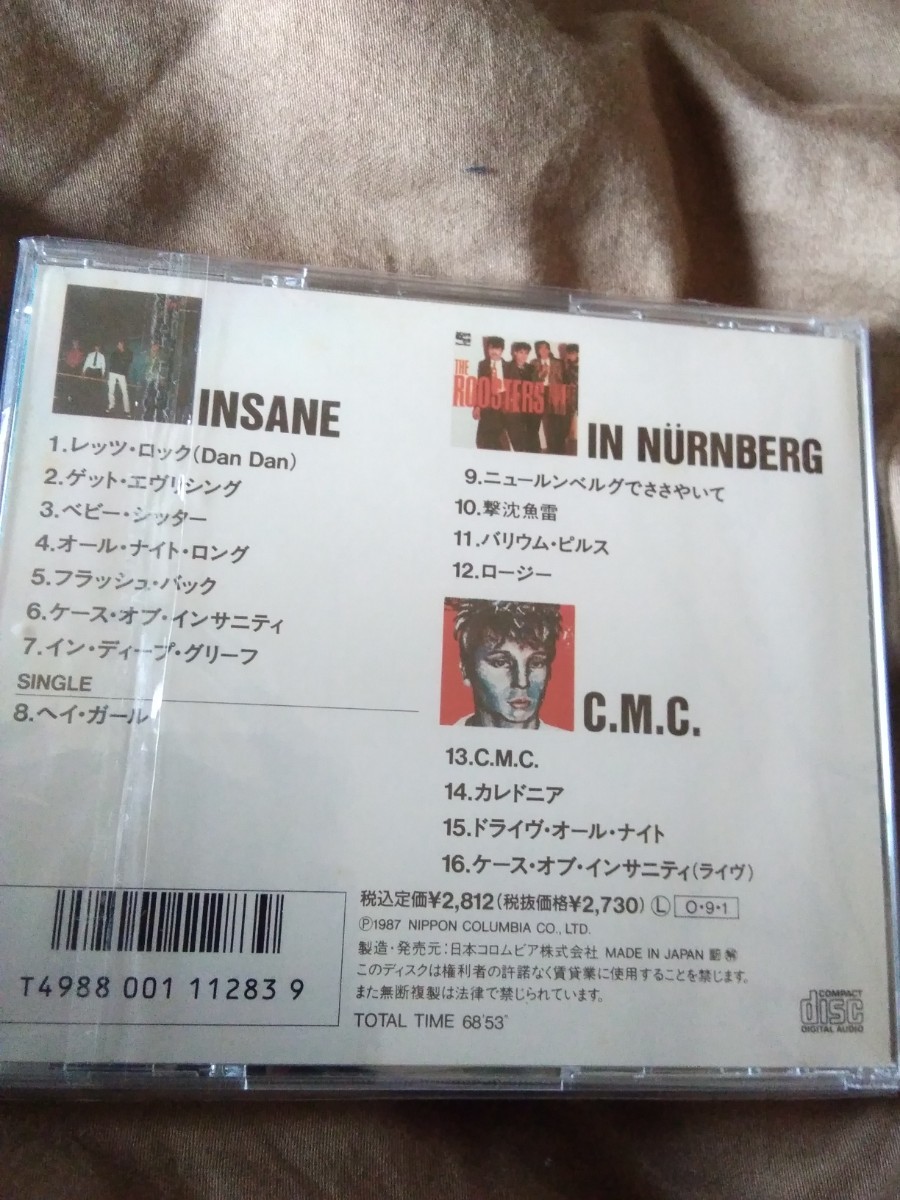 INSANE
1.レッツ・ロック(Dan Dan)
2.ゲット・エヴリシング
3.ベビー・シッター
4.オール・ナイト・ロング
5.フラッシュ・バック
6.ケース・オブ・インサニティ
7.イン・ディープ・グリーフ
SINGLE
8.ヘイ・ガール
THE
ROOSTERS
IN NÜRNBERG
9.ニュールンベルグでささやいて
10.撃沈魚雷
11.バリウム・ピルス
12.ロージー
C.M.C.
13.C.M.C.
14.カレドニア
15.ドライヴ・オール・ナイト
16.ケース・オブ・インサニティ(ライヴ)
税込定価¥2,812(税抜価格¥2,730) Ⓛ O・9・1
Ⓟ1987 NIPPON COLUMBIA CO., LTD.
製造・発売元:日本コロムビア株式会社 MADE IN JAPAN
このディスクは権利者の許諾なく賃貸業に使用することを禁じます。
また無断複製は法律で禁じられています。
TOTAL TIME 68'53"
T4988 001 11283 9
COMPACT
disc
DIGITAL AUDIO